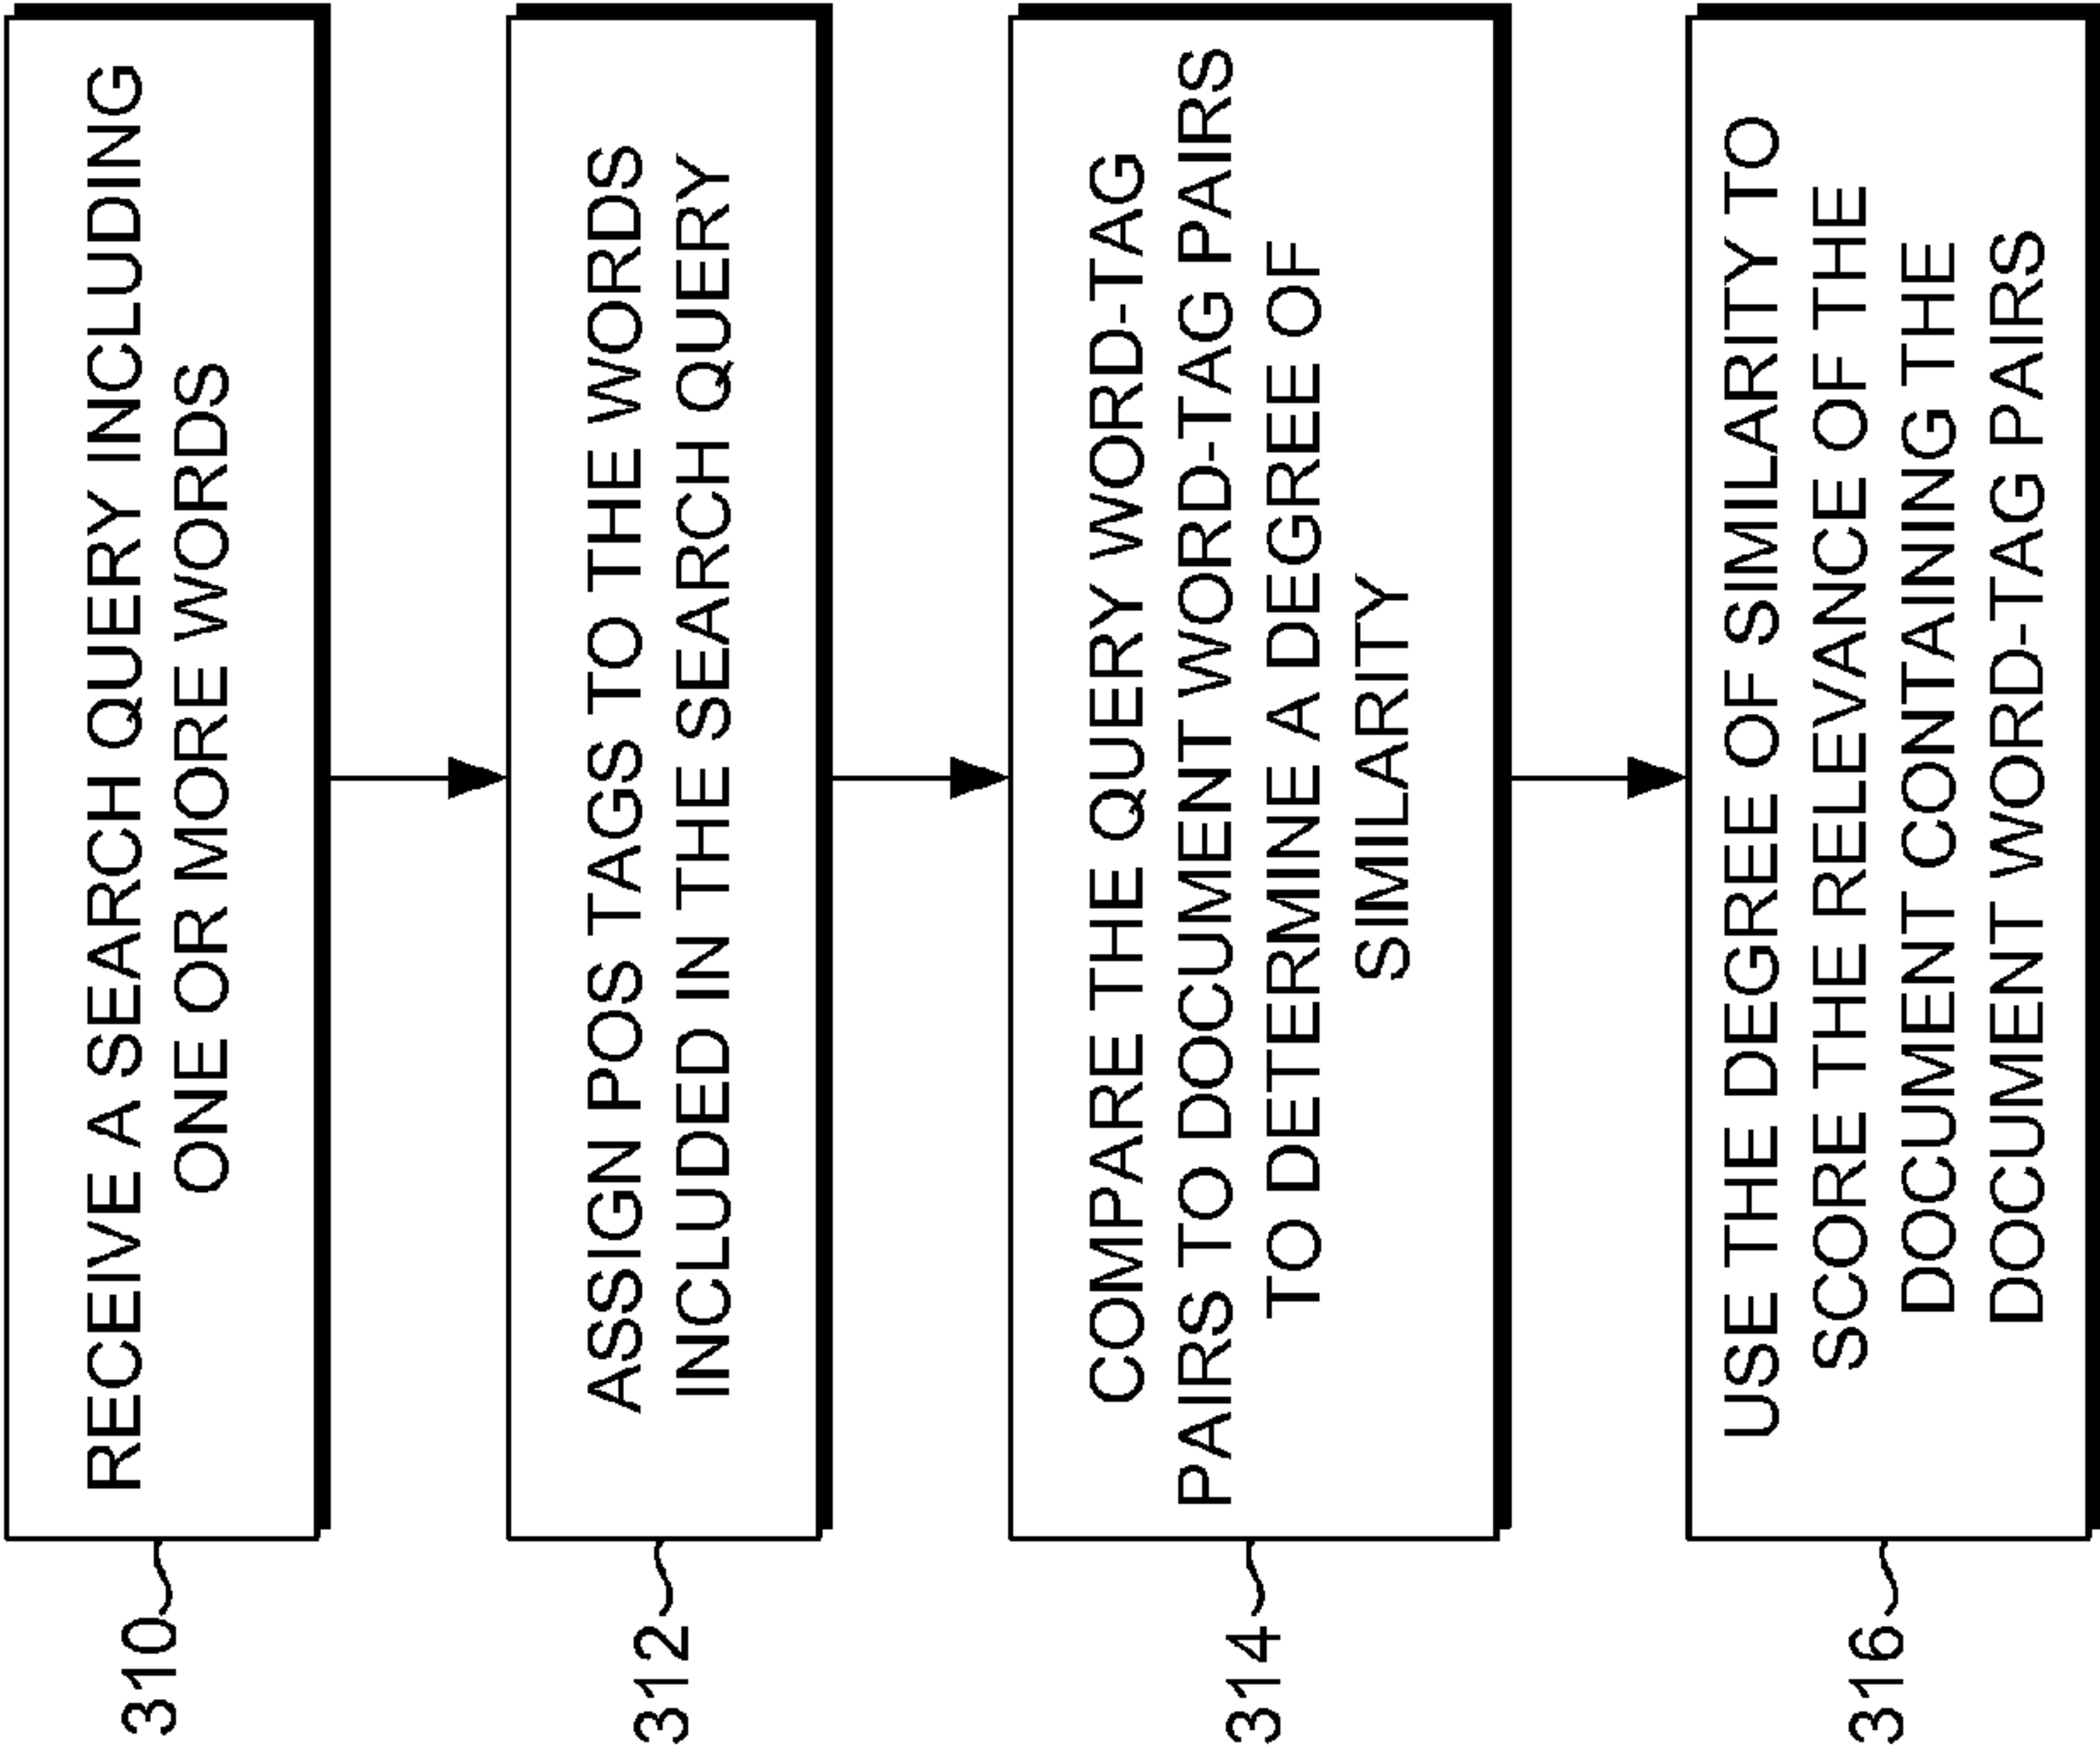 310
RECEIVE A SEARCH QUERY INCLUDING
ONE OR MORE WORDS
312
ASSIGN POS TAGS TO THE WORDS
INCLUDED IN THE SEARCH QUERY
314
COMPARE THE QUERY WORD-TAG
PAIRS TO DOCUMENT WORD-TAG PAIRS
TO DETERMINE A DEGREE OF
SIMILARITY
316
USE THE DEGREE OF SIMILARITY TO
SCORE THE RELEVANCE OF THE
DOCUMENT CONTAINING THE
DOCUMENT WORD-TAG PAIRS